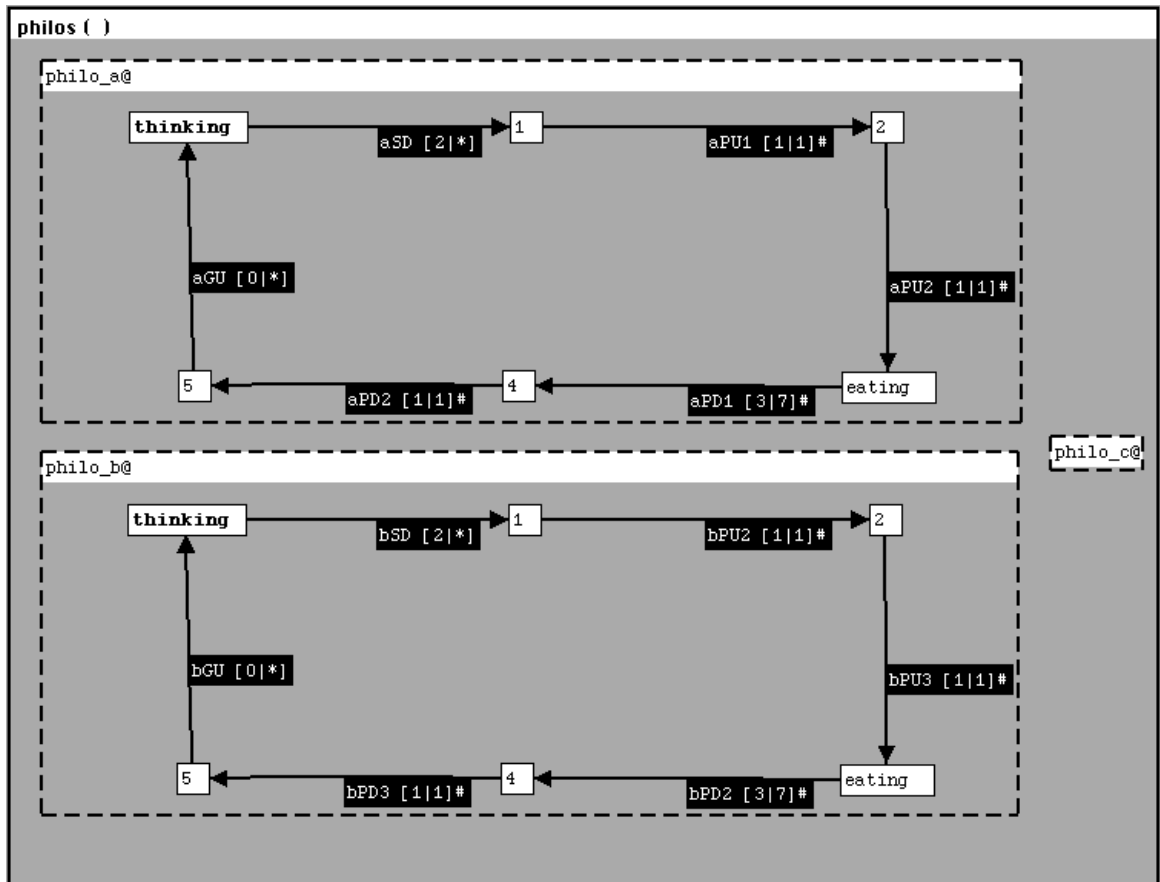 philos ( )
philo_a@
thinking
aSD [2|*]
1
aPU1 [1|1]#
2
aGU [0|*]
aPU2 [1|1]#
5
aPD2 [1|1]#
4
aPD1 [3|7]#
eating
philo_c@
philo_b@
thinking
bSD [2|*]
1
bPU2 [1|1]#
2
bGU [0|*]
bPU3 [1|1]#
5
bPD3 [1|1]#
4
bPD2 [3|7]#
eating